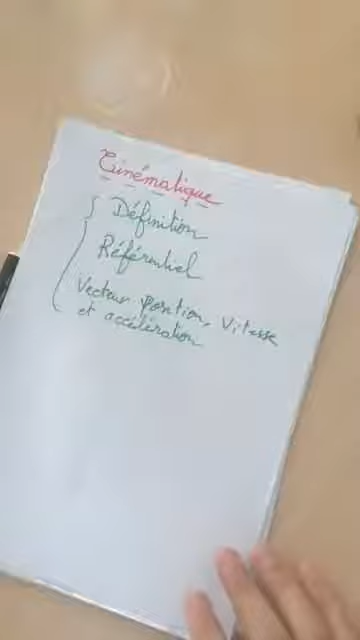 Cinématique
Définition
Référentiel
Vecteur position, Vitesse
et accélération